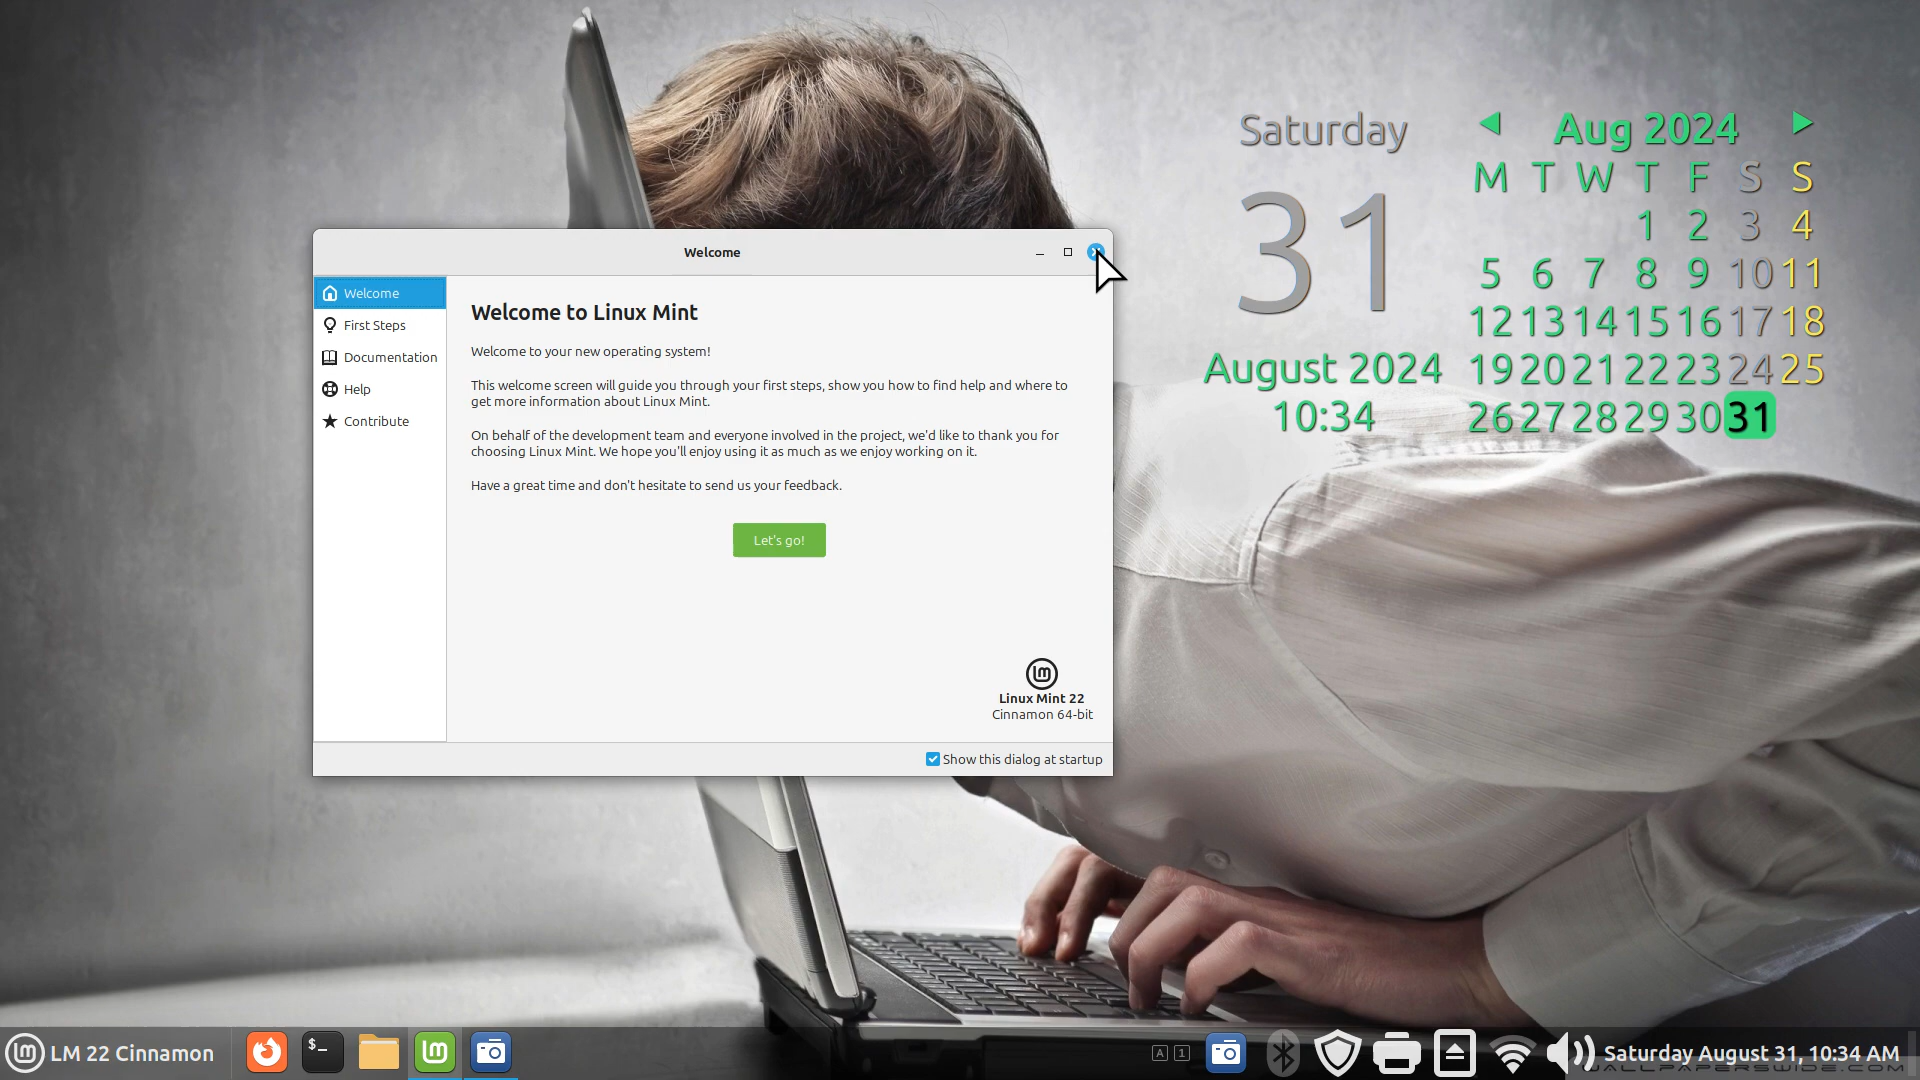 Welcome
Welcome
First Steps
Documentation
Help
Contribute
Welcome to Linux Mint
Welcome to your new operating system!
This welcome screen will guide you through your first steps, show you how to find help and where to
get more information about Linux Mint.
On behalf of the development team and everyone involved in the project, we'd like to thank you for
choosing Linux Mint. We hope you'll enjoy using it as much as we enjoy working on it.
Have a great time and don't hesitate to send us your feedback.
Let's go!
Linux Mint 22
Cinnamon 64-bit
Show this dialog at startup
Saturday
31
August 2024
10:34
Aug 2024
M T W T F S S
1 2 3 4
5 6 7 8 9 10 11
12 13 14 15 16 17 18
19 20 21 22 23 24 25
26 27 28 29 30 31
LM 22 Cinnamon
$_
A 1
Saturday August 31, 10:34 AM
WALLPAPERSWIDE.COM